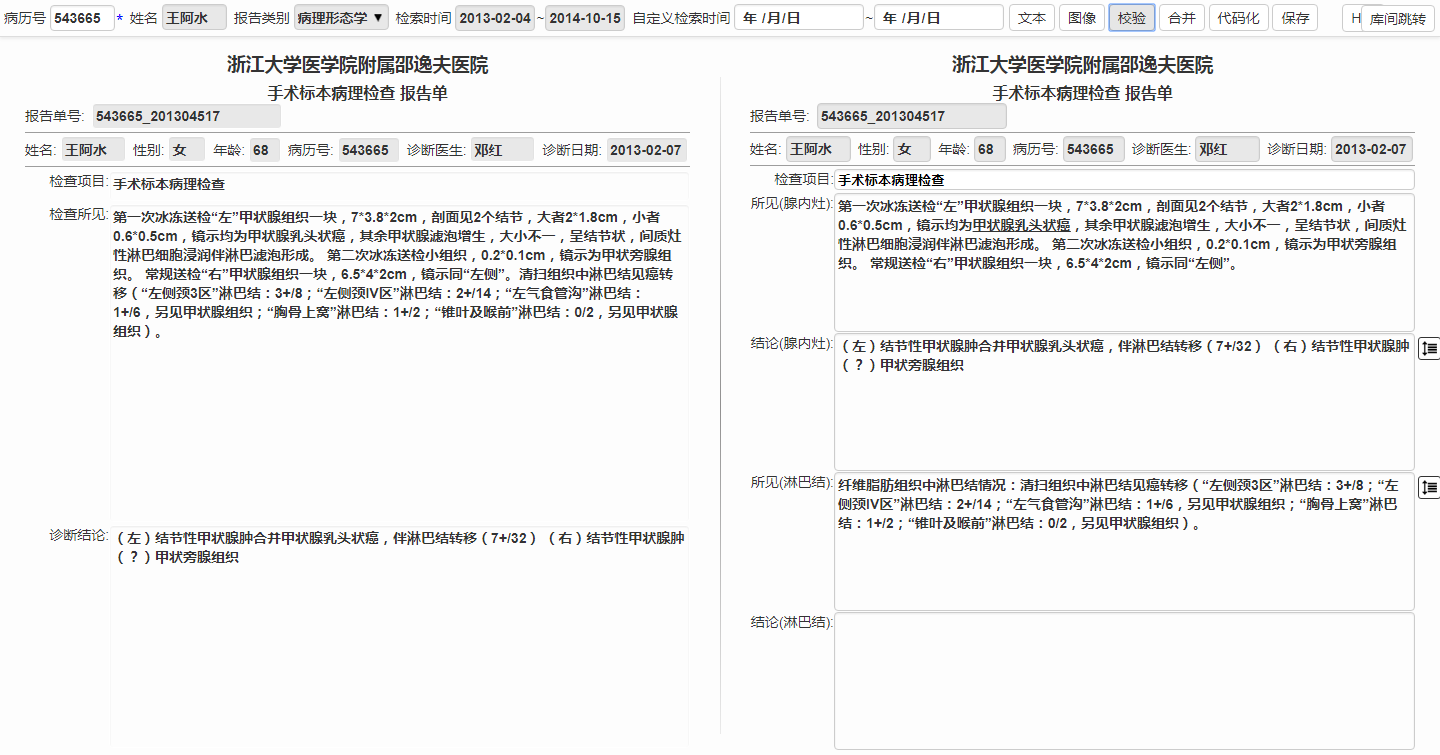 病历号 543665 * 姓名 王阿水 报告类别 病理形态学 ▼ 检索时间 2013-02-04 ~ 2014-10-15 自定义检索时间 年 /月/日 ~ 年 /月/日 文本 图像 校验 合并 代码化 保存 H 库间跳转
浙江大学医学院附属邵逸夫医院
手术标本病理检查 报告单
报告单号: 543665_201304517
姓名: 王阿水 性别: 女 年龄: 68 病历号: 543665 诊断医生: 邓红 诊断日期: 2013-02-07
检查项目: 手术标本病理检查
检查所见: 第一次冰冻送检“左”甲状腺组织一块，7*3.8*2cm，剖面见2个结节，大者2*1.8cm，小者
0.6*0.5cm，镜示均为甲状腺乳头状癌，其余甲状腺滤泡增生，大小不一，呈结节状，间质灶
性淋巴细胞浸润伴淋巴滤泡形成。 第二次冰冻送检小组织，0.2*0.1cm，镜示为甲状旁腺组
织。 常规送检“右”甲状腺组织一块，6.5*4*2cm，镜示同“左侧”。清扫组织中淋巴结见癌转
移（“左侧颈3区”淋巴结：3+/8；“左侧颈IV区”淋巴结：2+/14；“左气食管沟”淋巴结：
1+/6，另见甲状腺组织；“胸骨上窝”淋巴结：1+/2；“锥叶及喉前”淋巴结：0/2，另见甲状腺
组织）。
诊断结论: （左）结节性甲状腺肿合并甲状腺乳头状癌，伴淋巴结转移（7+/32） （右）结节性甲状腺肿
（？）甲状旁腺组织
浙江大学医学院附属邵逸夫医院
手术标本病理检查 报告单
报告单号: 543665_201304517
姓名: 王阿水 性别: 女 年龄: 68 病历号: 543665 诊断医生: 邓红 诊断日期: 2013-02-07
检查项目: 手术标本病理检查
所见(腺内灶): 第一次冰冻送检“左”甲状腺组织一块，7*3.8*2cm，剖面见2个结节，大者2*1.8cm，小者
0.6*0.5cm，镜示均为甲状腺乳头状癌，其余甲状腺滤泡增生，大小不一，呈结节状，间质灶
性淋巴细胞浸润伴淋巴滤泡形成。 第二次冰冻送检小组织，0.2*0.1cm，镜示为甲状旁腺组
织。 常规送检“右”甲状腺组织一块，6.5*4*2cm，镜示同“左侧”。
结论(腺内灶): （左）结节性甲状腺肿合并甲状腺乳头状癌，伴淋巴结转移（7+/32） （右）结节性甲状腺肿
（？）甲状旁腺组织
所见(淋巴结): 纤维脂肪组织中淋巴结情况：清扫组织中淋巴结见癌转移（“左侧颈3区”淋巴结：3+/8；“左
侧颈IV区”淋巴结：2+/14；“左气食管沟”淋巴结：1+/6，另见甲状腺组织；“胸骨上窝”淋巴
结：1+/2；“锥叶及喉前”淋巴结：0/2，另见甲状腺组织）。
结论(淋巴结):